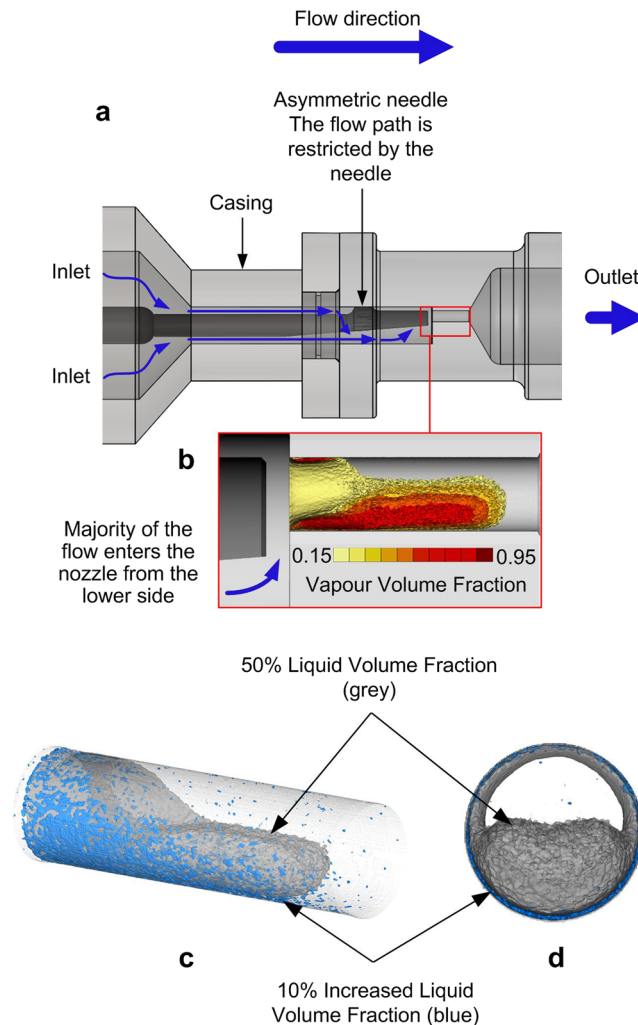 Flow direction
a
Asymmetric needle
The flow path is
restricted by the
needle
Casing
Inlet
Outlet
Inlet
b
Majority of the
flow enters the
nozzle from the
lower side
0.15
0.95
Vapour Volume Fraction
50% Liquid Volume Fraction
(grey)
c
d
10% Increased Liquid
Volume Fraction (blue)